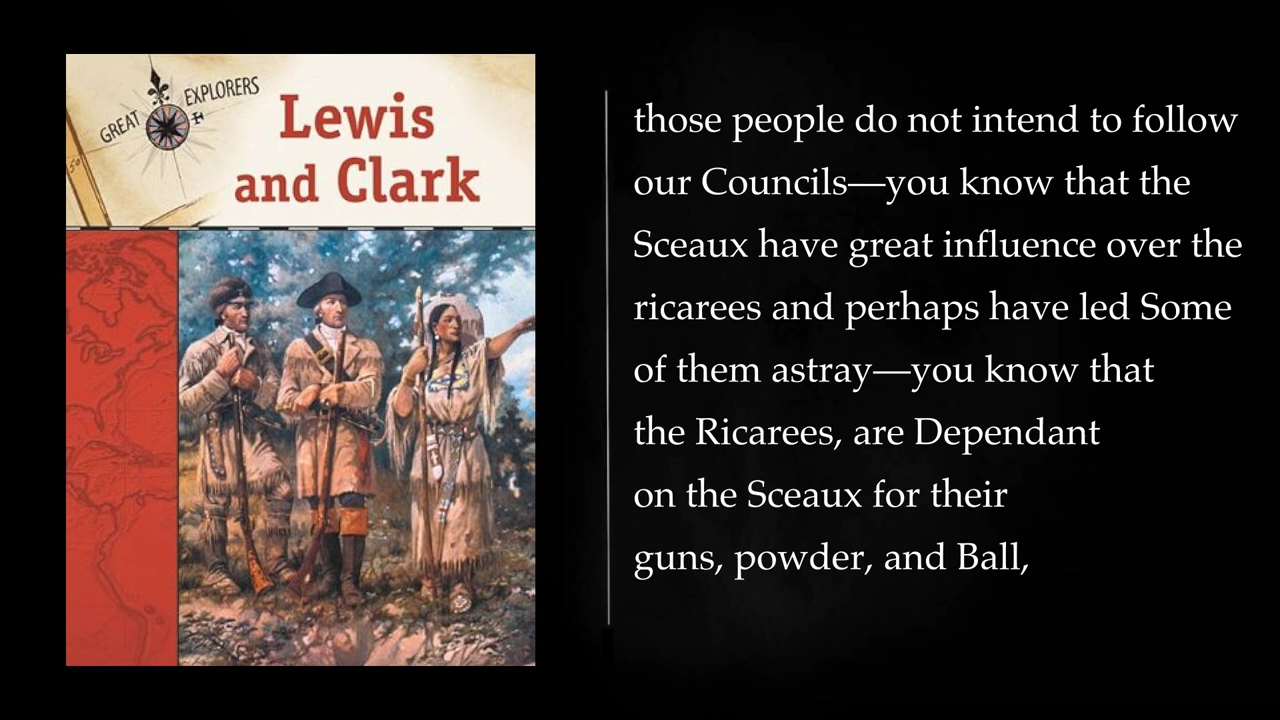 GREAT EXPLORERS
Lewis
and Clark
50
those people do not intend to follow
our Councils—you know that the
Sceaux have great influence over the
ricarees and perhaps have led Some
of them astray—you know that
the Ricarees, are Dependant
on the Sceaux for their
guns, powder, and Ball,